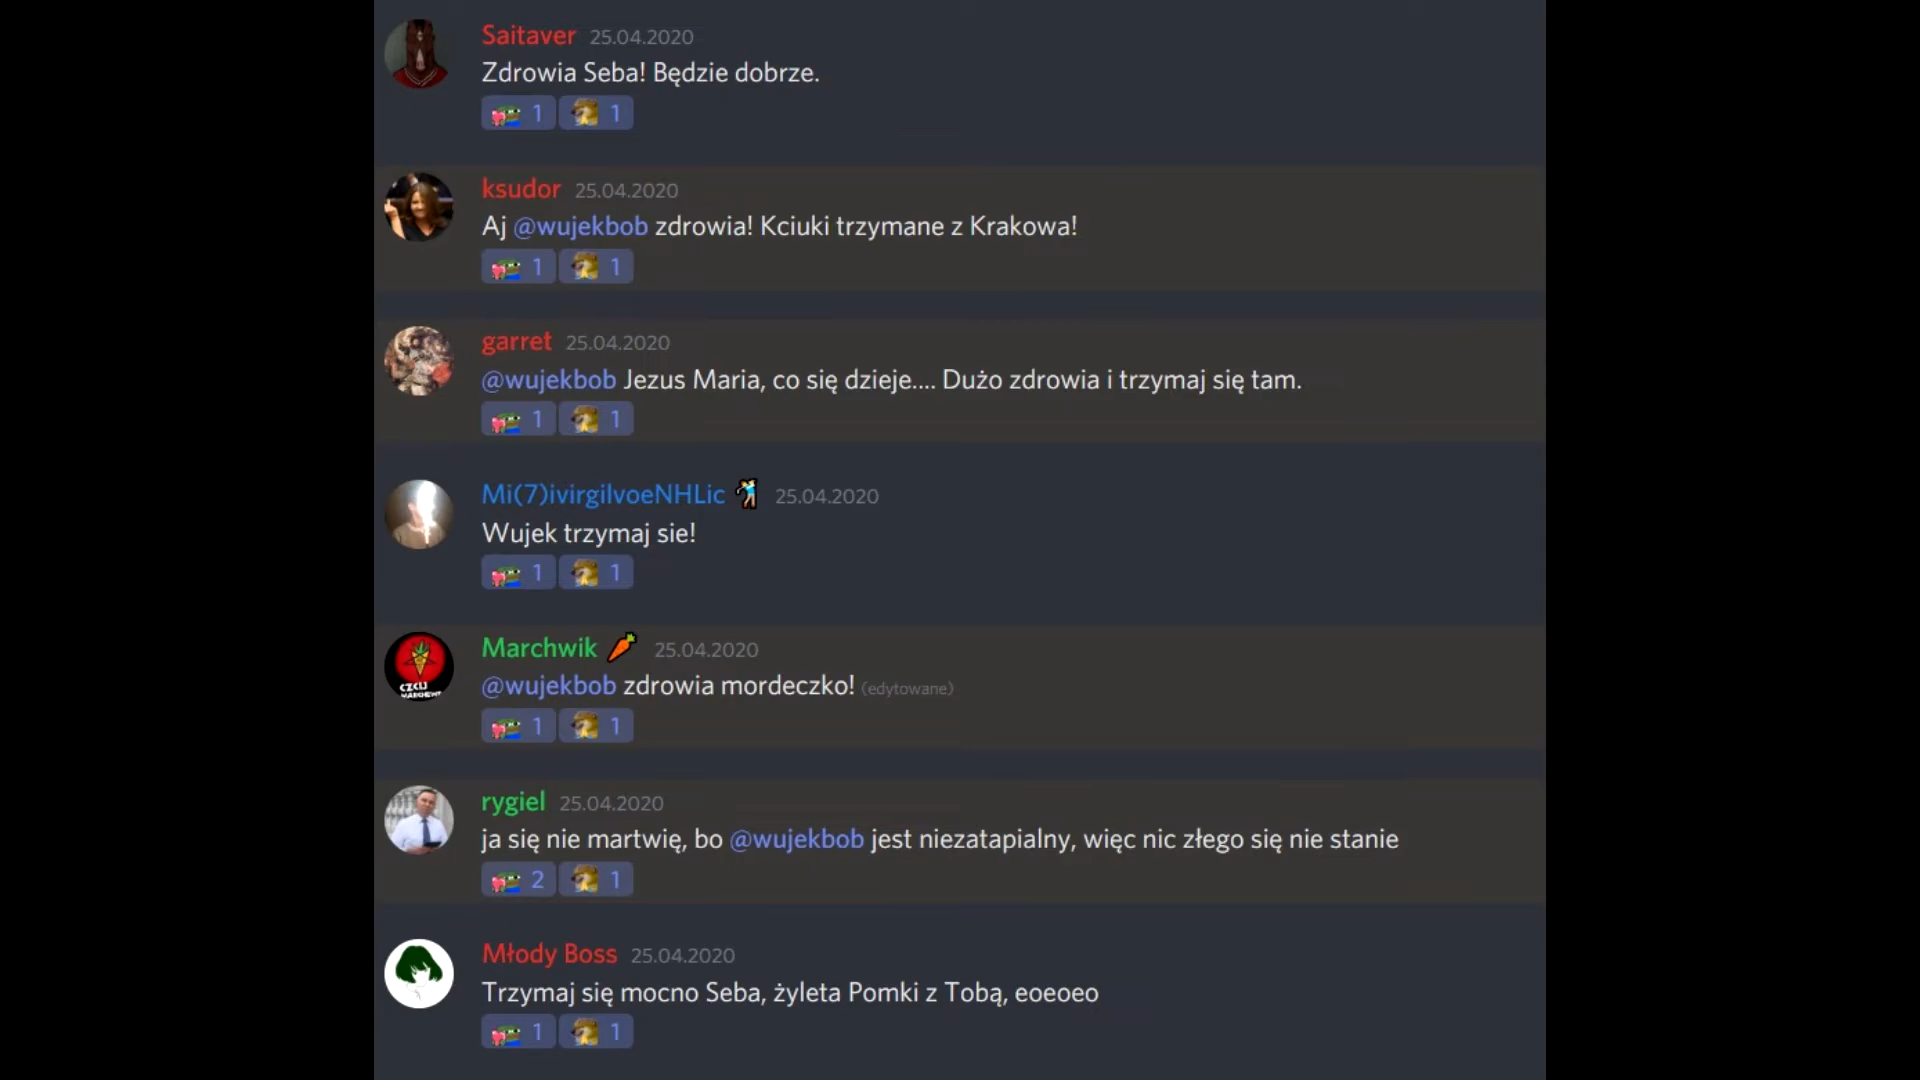 Saitaver 25.04.2020
Zdrowia Seba! Będzie dobrze.
1 1
ksudor 25.04.2020
Aj @wujekbob zdrowia! Kciuki trzymane z Krakowa!
1 1
garret 25.04.2020
@wujekbob Jezus Maria, co się dzieje.... Dużo zdrowia i trzymaj się tam.
1 1
Mi(7)ivirgilvoeNHLic 25.04.2020
Wujek trzymaj sie!
1 1
Marchwik 25.04.2020
CZCIJ
@wujekbob zdrowia mordeczko! (edytowane)
1 1
rygiel 25.04.2020
ja się nie martwię, bo @wujekbob jest niezatapialny, więc nic złego się nie stanie
2 1
Młody Boss 25.04.2020
Trzymaj się mocno Seba, żyleta Pomki z Tobą, eoeoeo
1 1